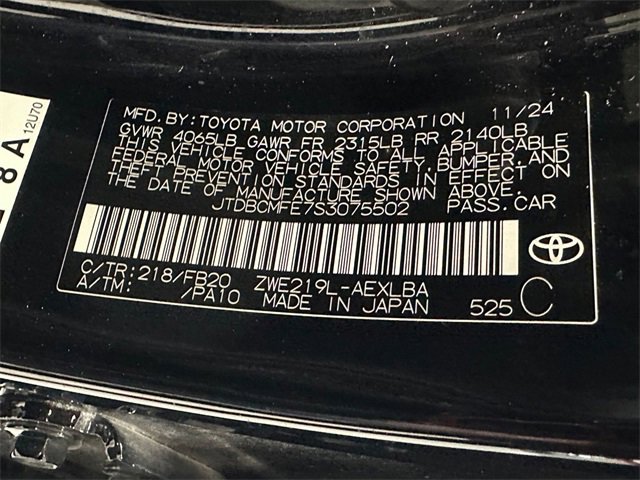 MFD.BY:TOYOTA MOTOR CORPORATION 11/24
GVWR 4065LB GAWR FR 2315LB RR 2140LB
THIS VEHICLE CONFORMS TO ALL APPLICABLE
FEDERAL MOTOR VEHICLE SAFETY,BUMPER,AND
THEFT PREVENTION STANDARDS IN EFFECT ON
THE DATE OF MANUFACTURE SHOWN ABOVE.
JTDBCMFE7S3075502 PASS.CAR
C/TR:218/FB20 ZWE219L-AEXLBA
A/TM: /PA10 MADE IN JAPAN 525 C
8 A
12U70